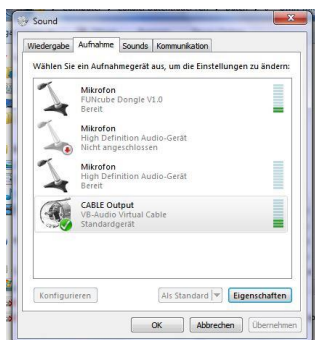 Sound
Wiedergabe Aufnahme Sounds Kommunikation
Wählen Sie ein Aufnahmegerät aus, um die Einstellungen zu ändern:
Mikrofon
FUNcube Dongle V1.0
Bereit
Mikrofon
High Definition Audio-Gerät
Nicht angeschlossen
Mikrofon
High Definition Audio-Gerät
Bereit
CABLE Output
VB-Audio Virtual Cable
Standardgerät
Konfigurieren Als Standard Eigenschaften
OK Abbrechen Übernehmen